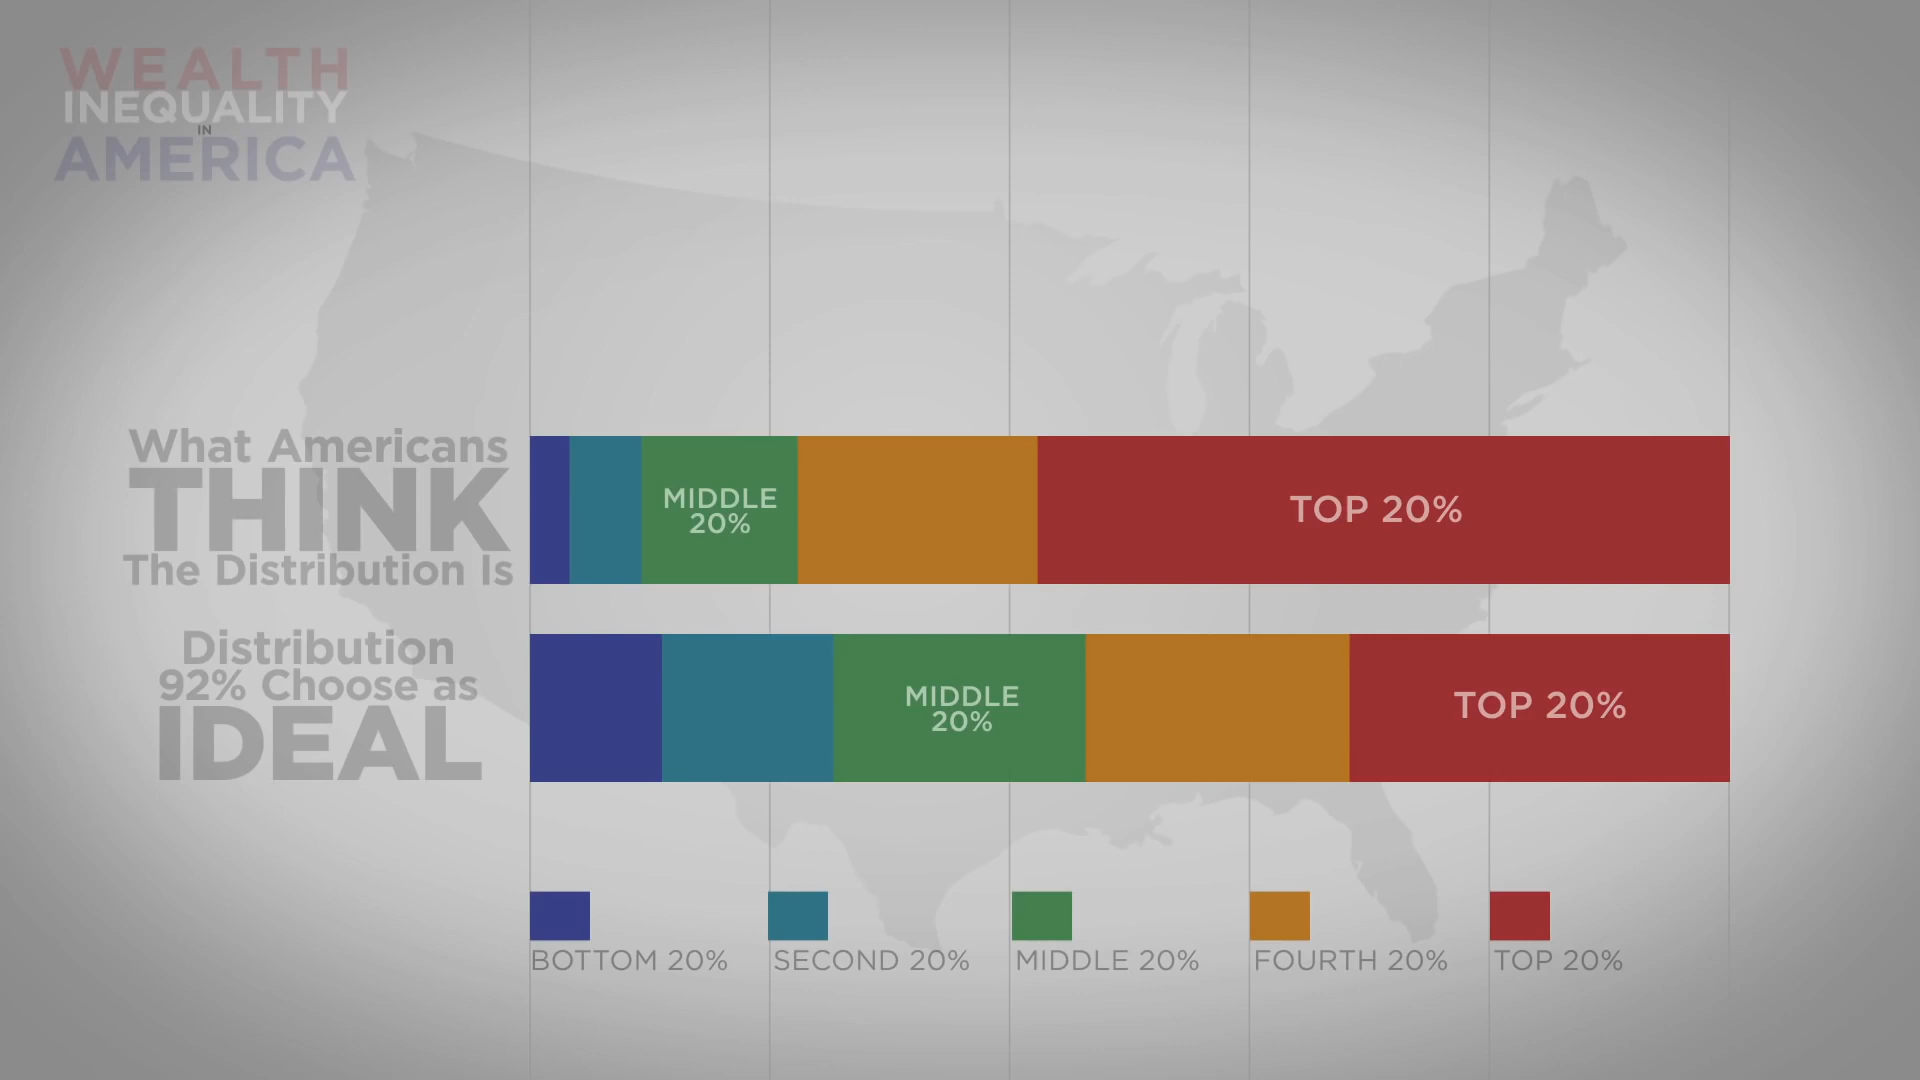 WEALTH
INEQUALITY
IN
AMERICA
What Americans
THINK
The Distribution Is
MIDDLE
20%
TOP 20%
Distribution
92% Choose as
IDEAL
MIDDLE
20%
TOP 20%
BOTTOM 20%
SECOND 20%
MIDDLE 20%
FOURTH 20%
TOP 20%